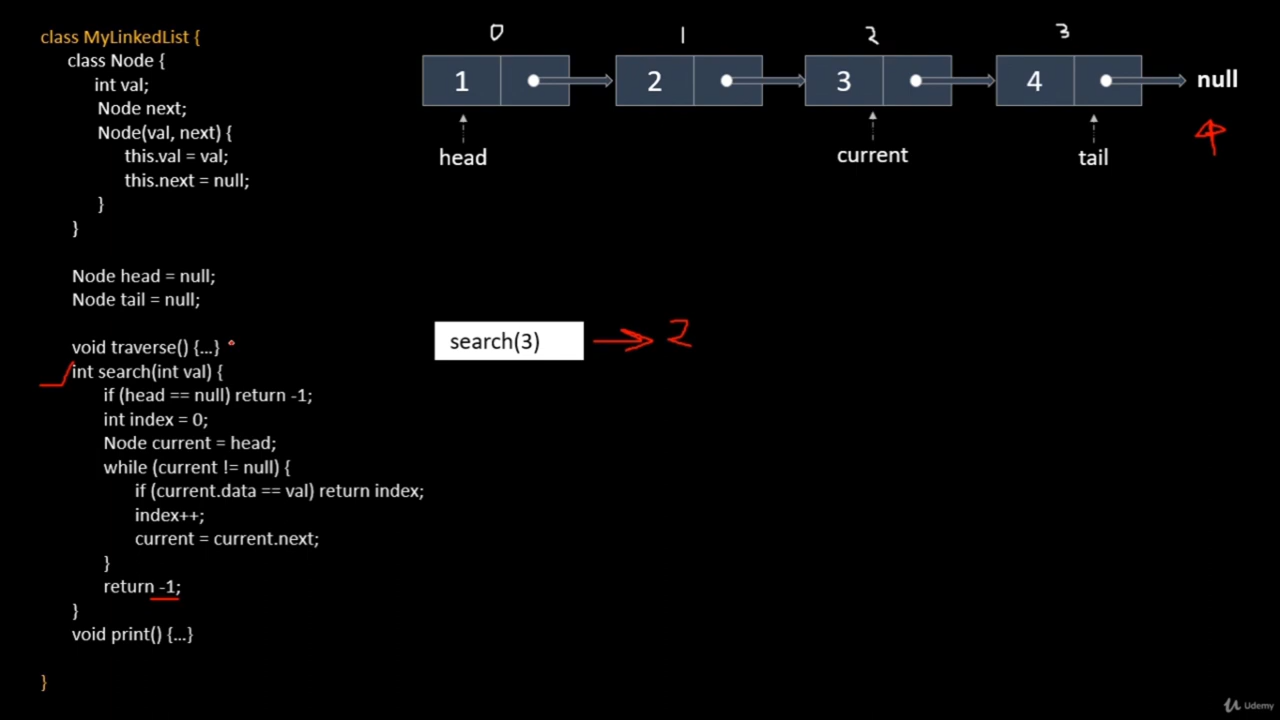 class MyLinkedList {
class Node {
int val;
Node next;
Node(val, next) {
this.val = val;
this.next = null;
}
}
Node head = null;
Node tail = null;
void traverse() {...}
int search(int val) {
if (head == null) return -1;
int index = 0;
Node current = head;
while (current != null) {
if (current.data == val) return index;
index++;
current = current.next;
}
return -1;
}
void print() {...}
}
0 1 2 3
1 2 3 4 null
head current tail
search(3) 2
Udemy